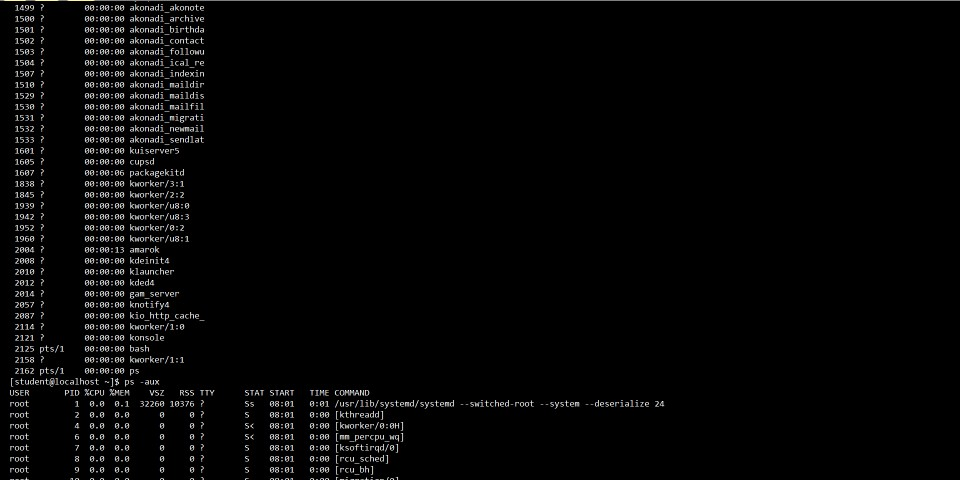 1499 ? 00:00:00 akonadi_akonote
1500 ? 00:00:00 akonadi_archive
1501 ? 00:00:00 akonadi_birthda
1502 ? 00:00:00 akonadi_contact
1503 ? 00:00:00 akonadi_followu
1504 ? 00:00:00 akonadi_ical_re
1507 ? 00:00:00 akonadi_indexin
1510 ? 00:00:00 akonadi_maildir
1529 ? 00:00:00 akonadi_maildis
1530 ? 00:00:00 akonadi_mailfil
1531 ? 00:00:00 akonadi_migrati
1532 ? 00:00:00 akonadi_newmail
1533 ? 00:00:00 akonadi_sendlat
1601 ? 00:00:00 kuiserver5
1605 ? 00:00:00 cupsd
1607 ? 00:00:06 packagekitd
1838 ? 00:00:00 kworker/3:1
1845 ? 00:00:00 kworker/2:2
1939 ? 00:00:00 kworker/u8:0
1942 ? 00:00:00 kworker/u8:3
1952 ? 00:00:00 kworker/0:2
1960 ? 00:00:00 kworker/u8:1
2004 ? 00:00:13 amarok
2008 ? 00:00:00 kdeinit4
2010 ? 00:00:00 klauncher
2012 ? 00:00:00 kded4
2014 ? 00:00:00 gam_server
2057 ? 00:00:00 knotify4
2087 ? 00:00:00 kio_http_cache_
2114 ? 00:00:00 kworker/1:0
2121 ? 00:00:00 konsole
2125 pts/1 00:00:00 bash
2158 ? 00:00:00 kworker/1:1
2162 pts/1 00:00:00 ps
[student@localhost ~]$ ps -aux
USER PID %CPU %MEM VSZ RSS TTY STAT START TIME COMMAND
root 1 0.0 0.1 32260 10376 ? Ss 08:01 0:01 /usr/lib/systemd/systemd --switched-root --system --deserialize 24
root 2 0.0 0.0 0 0 ? S 08:01 0:00 [kthreadd]
root 4 0.0 0.0 0 0 ? S< 08:01 0:00 [kworker/0:0H]
root 6 0.0 0.0 0 0 ? S< 08:01 0:00 [mm_percpu_wq]
root 7 0.0 0.0 0 0 ? S 08:01 0:00 [ksoftirqd/0]
root 8 0.0 0.0 0 0 ? S 08:01 0:00 [rcu_sched]
root 9 0.0 0.0 0 0 ? S 08:01 0:00 [rcu_bh]